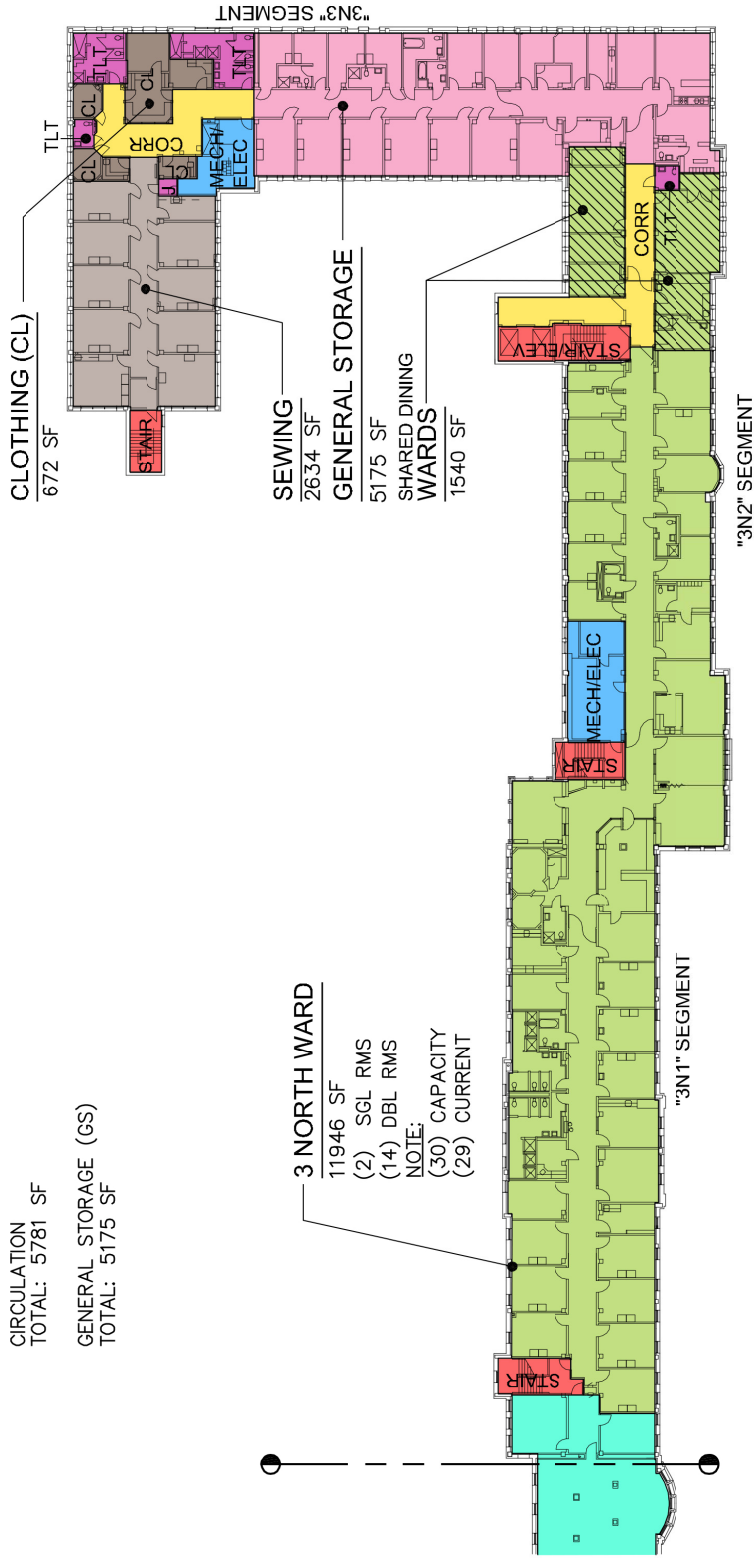 CIRCULATION
TOTAL: 5781 SF
GENERAL STORAGE (GS)
TOTAL: 5175 SF
3 NORTH WARD
11946 SF
(2) SGL RMS
(14) DBL RMS
NOTE:
(30) CAPACITY
(29) CURRENT
CLOTHING (CL)
672 SF
SEWING
2634 SF
GENERAL STORAGE
5175 SF
SHARED DINING
WARDS
1540 SF
"3N3" SEGMENT
TLT
CL
TLT
CL
TLT
CORR
CL
CL
J
MECH/
ELEC
STAIR
CORR
TLT
STAIR/ELEV
MECH/ELEC
STAIR
STAIR
"3N1" SEGMENT
"3N2" SEGMENT